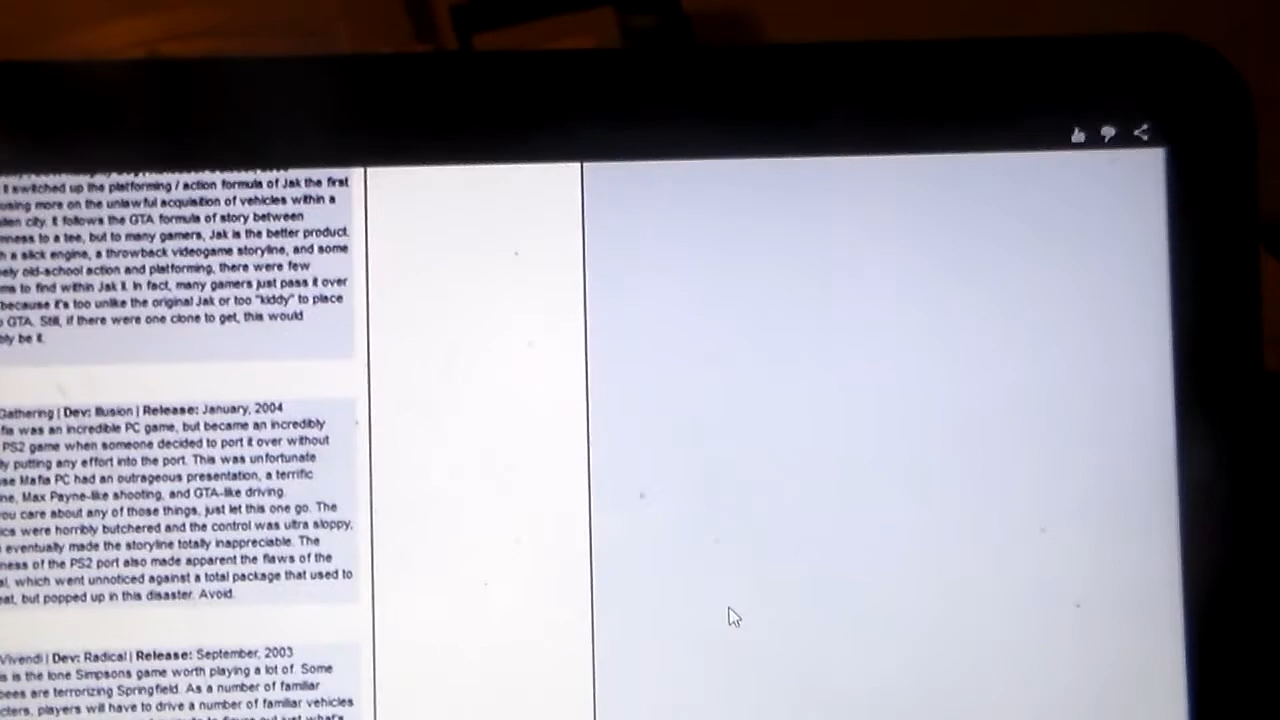 it switched up the platforming / action formula of Jak the first
using more on the unlawful acquisition of vehicles within a
city. It follows the GTA formula of story between
to a tee, but to many gamers, Jak is the better product.
a slick engine, a throwback videogame storyline, and some
old-school action and platforming, there were few
to find within Jak II. In fact, many gamers just pass it over
because it's too unlike the original Jak or too "kiddy" to place
GTA. Still, if there were one clone to get, this would
be it.
Gathering | Dev: Illusion | Release: January, 2004
was an incredible PC game, but became an incredibly
PS2 game when someone decided to port it over without
putting any effort into the port. This was unfortunate
Mafia PC had an outrageous presentation, a terrific
Max Payne-like shooting, and GTA-like driving.
you care about any of those things, just let this one go. The
were horribly butchered and the control was ultra sloppy,
eventually made the storyline totally inappreciable. The
of the PS2 port also made apparent the flaws of the
which went unnoticed against a total package that used to
but popped up in this disaster. Avoid.
Vivendi | Dev: Radical | Release: September, 2003
is the lone Simpsons game worth playing a lot of. Some
are terrorizing Springfield. As a number of familiar
players will have to drive a number of familiar vehicles